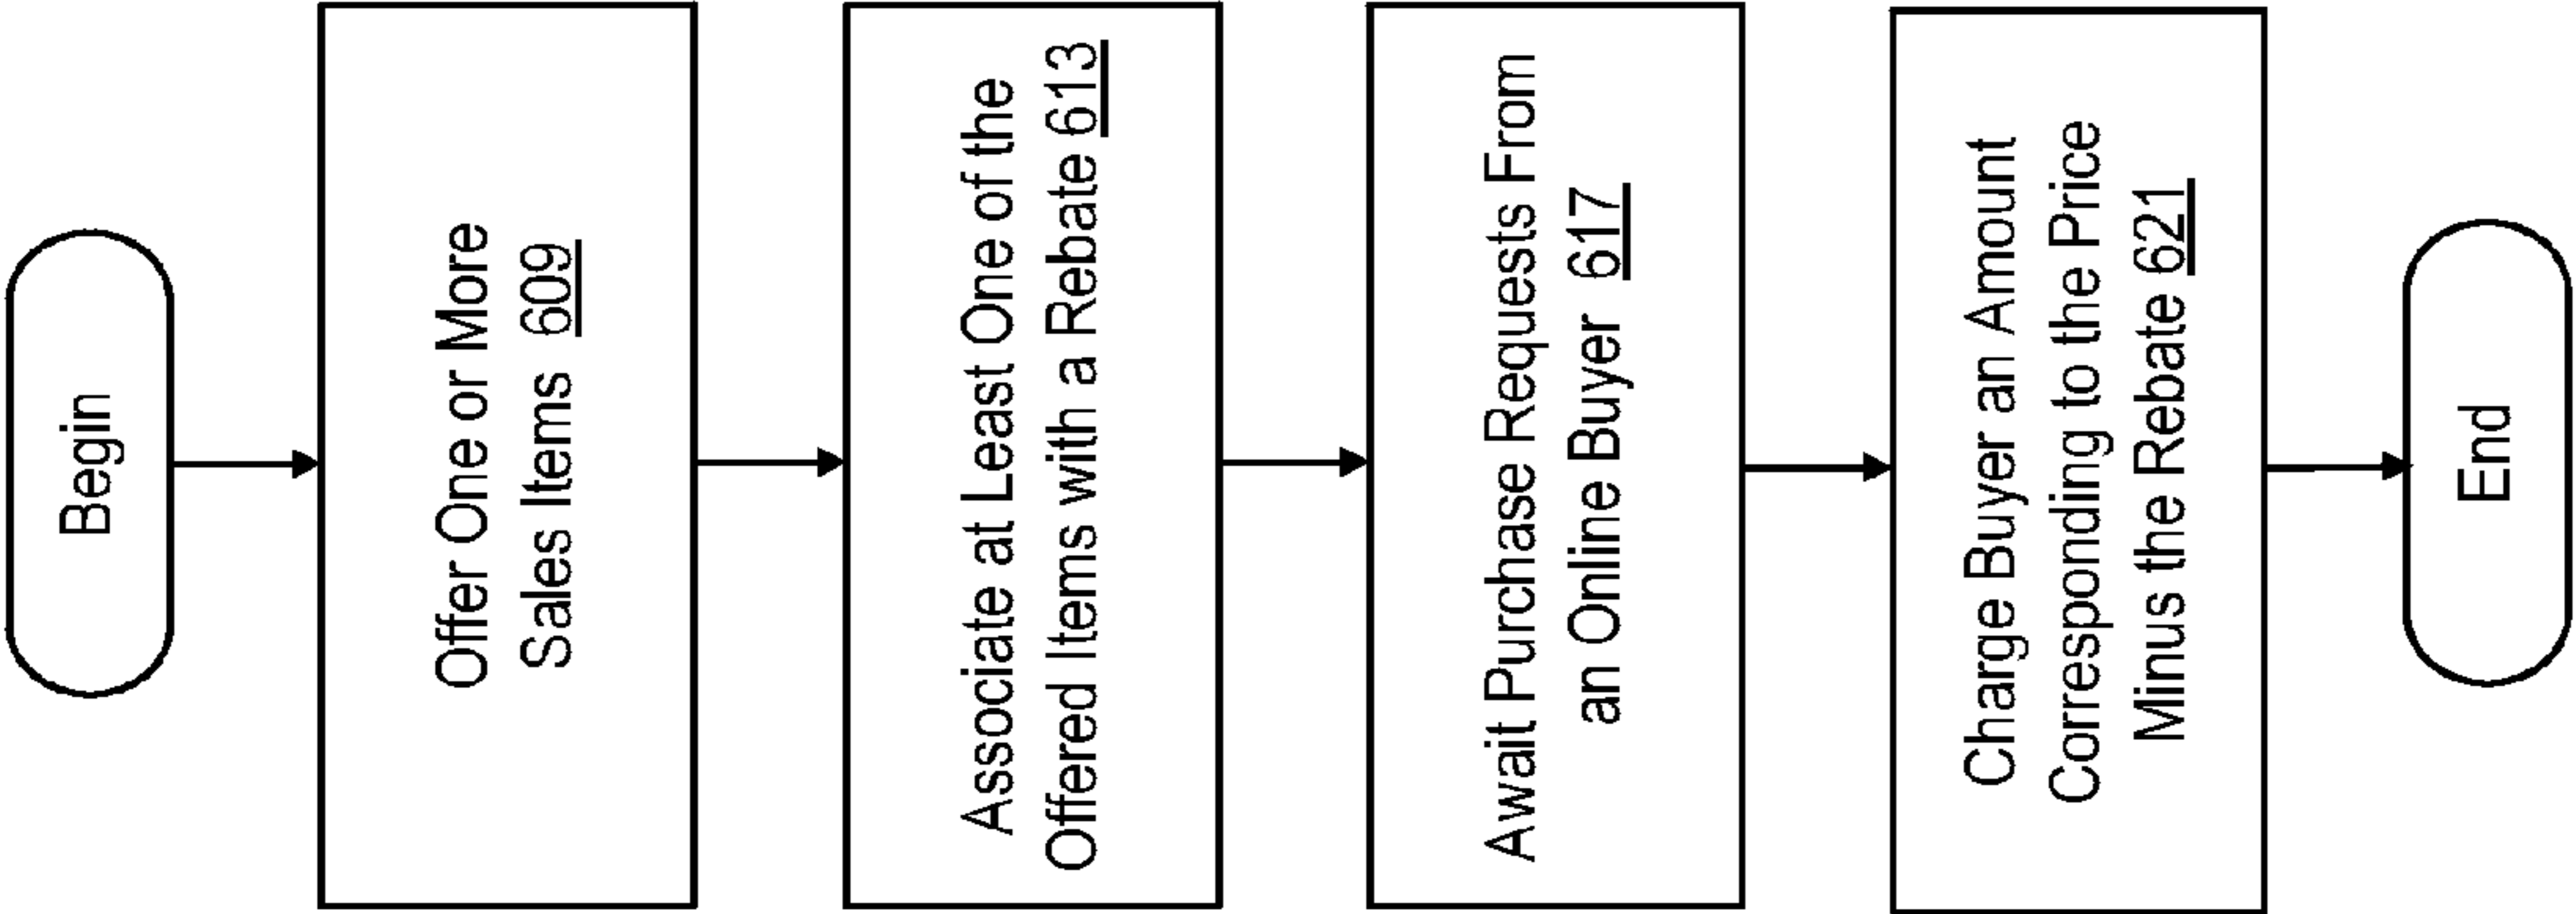 Begin
Offer One or More
Sales Items 609
Associate at Least One of the
Offered Items with a Rebate 613
Await Purchase Requests From
an Online Buyer 617
Charge Buyer an Amount
Corresponding to the Price
Minus the Rebate 621
End